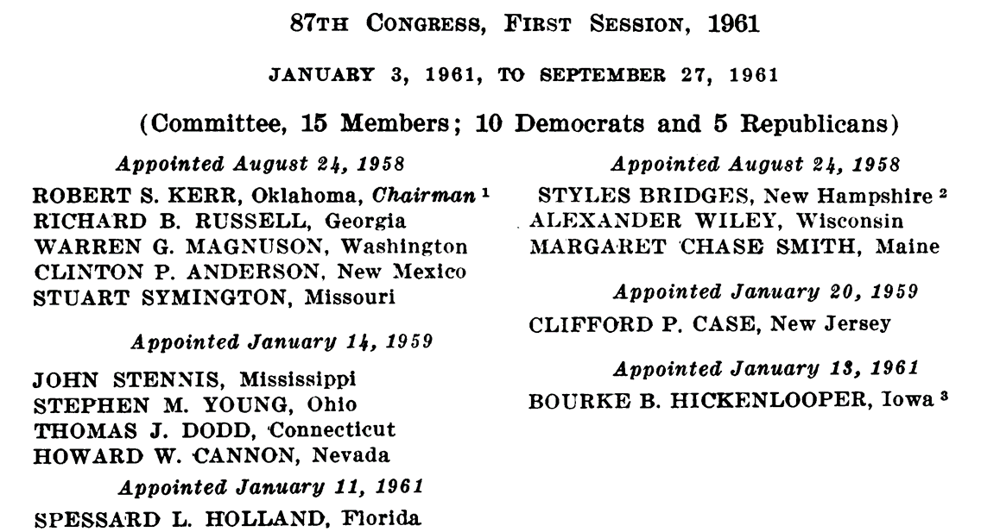 87TH CONGRESS, FIRST SESSION, 1961
JANUARY 3, 1961, TO SEPTEMBER 27, 1961
(Committee, 15 Members; 10 Democrats and 5 Republicans)
Appointed August 24, 1958
ROBERT S. KERR, Oklahoma, Chairman ¹
RICHARD B. RUSSELL, Georgia
WARREN G. MAGNUSON, Washington
CLINTON P. ANDERSON, New Mexico
STUART SYMINGTON, Missouri
Appointed January 14, 1959
JOHN STENNIS, Mississippi
STEPHEN M. YOUNG, Ohio
THOMAS J. DODD, Connecticut
HOWARD W. CANNON, Nevada
Appointed January 11, 1961
SPESSARD L. HOLLAND, Florida
Appointed August 24, 1958
STYLES BRIDGES, New Hampshire ²
ALEXANDER WILEY, Wisconsin
MARGARET CHASE SMITH, Maine
Appointed January 20, 1959
CLIFFORD P. CASE, New Jersey
Appointed January 13, 1961
BOURKE B. HICKENLOOPER, Iowa ³